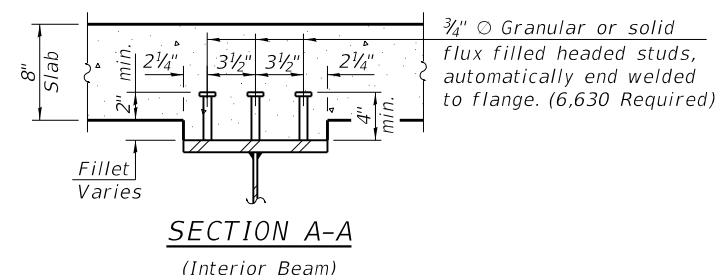 ¾" ∅ Granular or solid
flux filled headed studs,
automatically end welded
to flange. (6,630 Required)
2¼" 3½" 3½" 2¼"
8"
Slab
2" min.
4"
min.
Fillet
Varies
SECTION A-A
(Interior Beam)